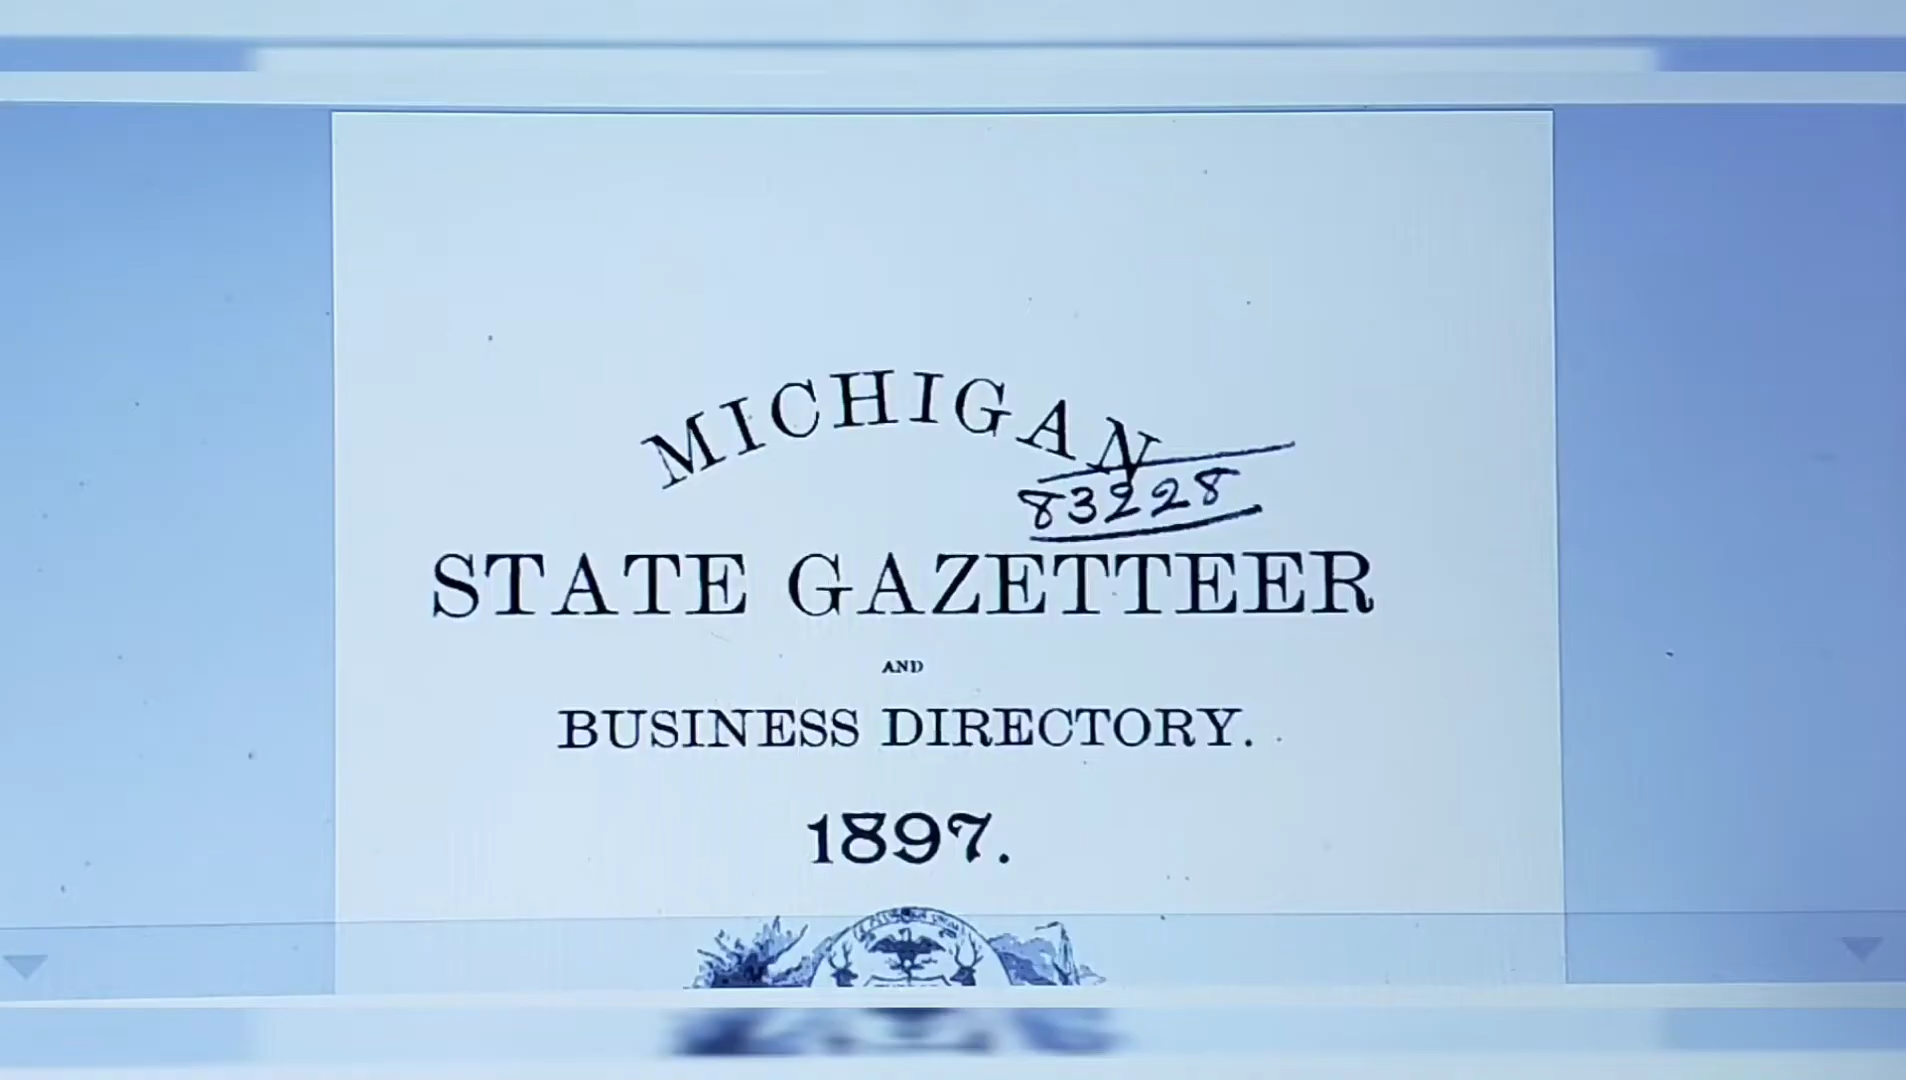 MICHIGAN
83228
STATE GAZETTEER
AND
BUSINESS DIRECTORY.
1897.